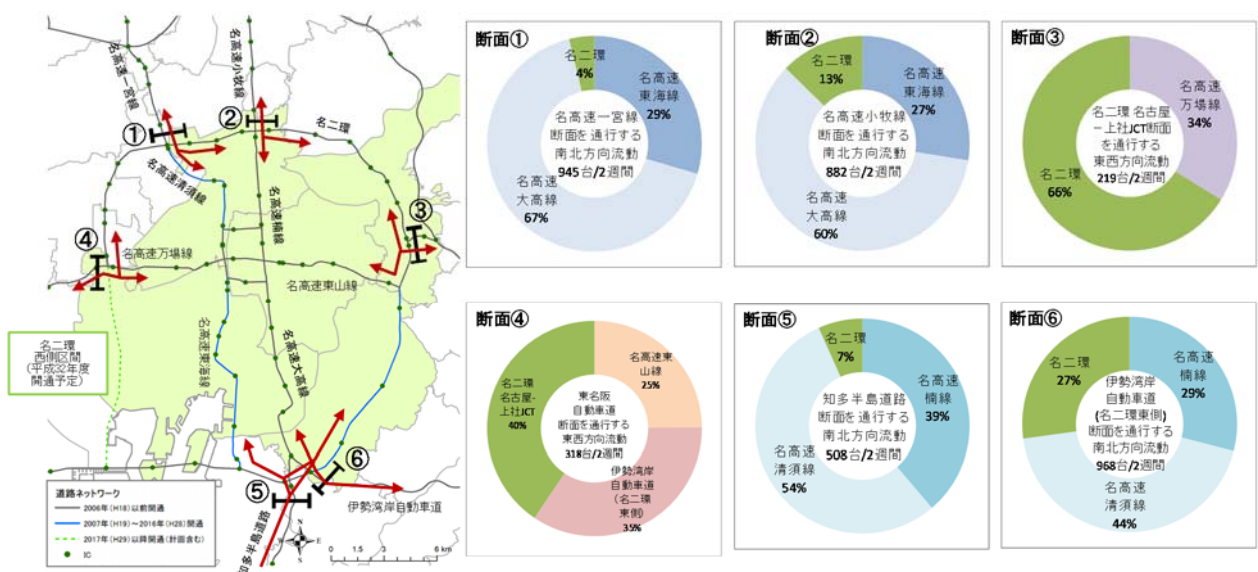 名高速一宮線
名高速小牧線
①
②
名二環
名高速清須線
名高速楠線
③
④
名高速万場線
名高速東山線
名二環
西側区間
(平成32年度
開通予定)
名高速東海線
名高速大高線
⑤
⑥
伊勢湾岸自動車道
知多半島道路
道路ネットワーク
2006年(H18)以前開通
2007年(H19)～2016年(H28)開通
2017年(H29)以降開通(計画含む)
IC
N
W
E
S
0
1.5
3
6 km
断面①
名二環
4%
名高速
東海線
29%
名高速一宮線
断面を通行する
南北方向流動
945台/2週間
名高速
大高線
67%
断面②
名二環
13%
名高速
東海線
27%
名高速小牧線
断面を通行する
南北方向流動
882台/2週間
名高速
大高線
60%
断面③
名高速
万場線
34%
名二環 名古屋
－上社JCT断面
を通行する
東西方向流動
219台/2週間
名二環
66%
断面④
名高速東
山線
25%
名二環
名古屋-
上社JCT
40%
東名阪
自動車道
断面を通行する
東西方向流動
318台/2週間
伊勢湾岸
自動車道
(名二環
東側)
35%
断面⑤
名二環
7%
名高速
楠線
39%
知多半島道路
断面を通行する
南北方向流動
508台/2週間
名高速
清須線
54%
断面⑥
名二環
27%
名高速
楠線
29%
伊勢湾岸
自動車道
(名二環東側)
断面を通行する
南北方向流動
968台/2週間
名高速
清須線
44%